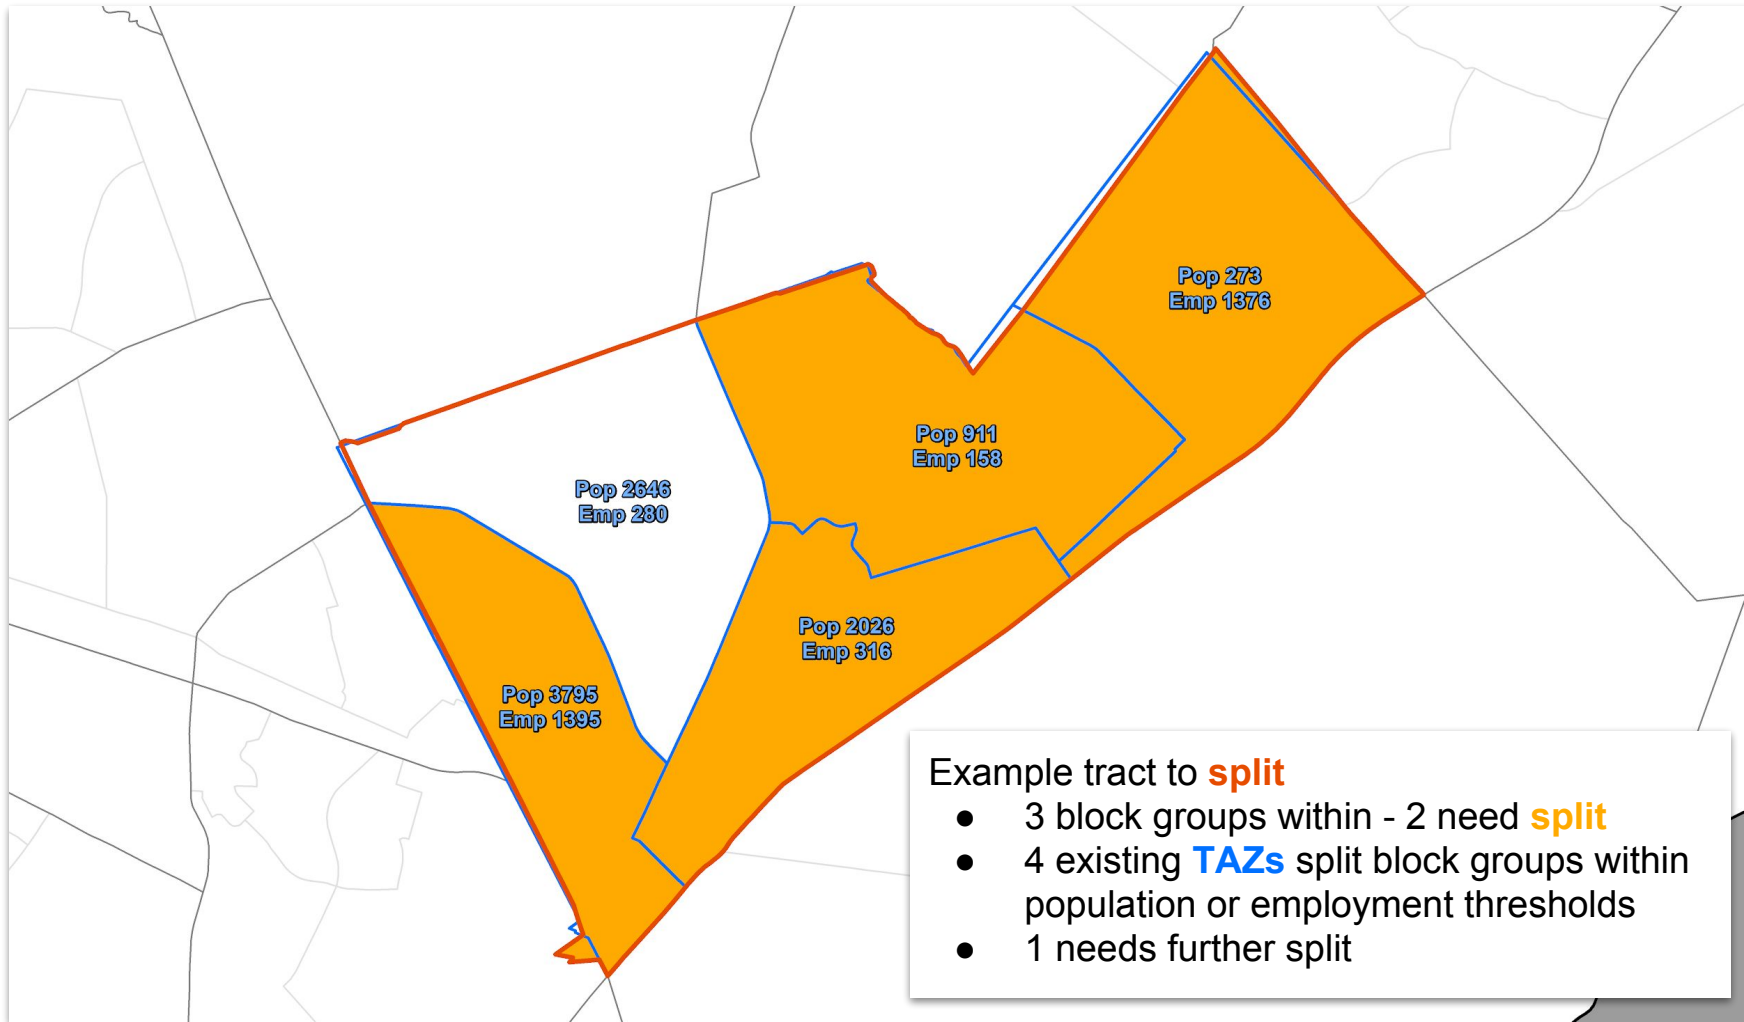 Pop 273
Emp 1376
Pop 911
Emp 158
Pop 2646
Emp 280
Pop 2026
Emp 316
Pop 3795
Emp 1395
Example tract to split
● 3 block groups within - 2 need split
● 4 existing TAZs split block groups within
population or employment thresholds
● 1 needs further split